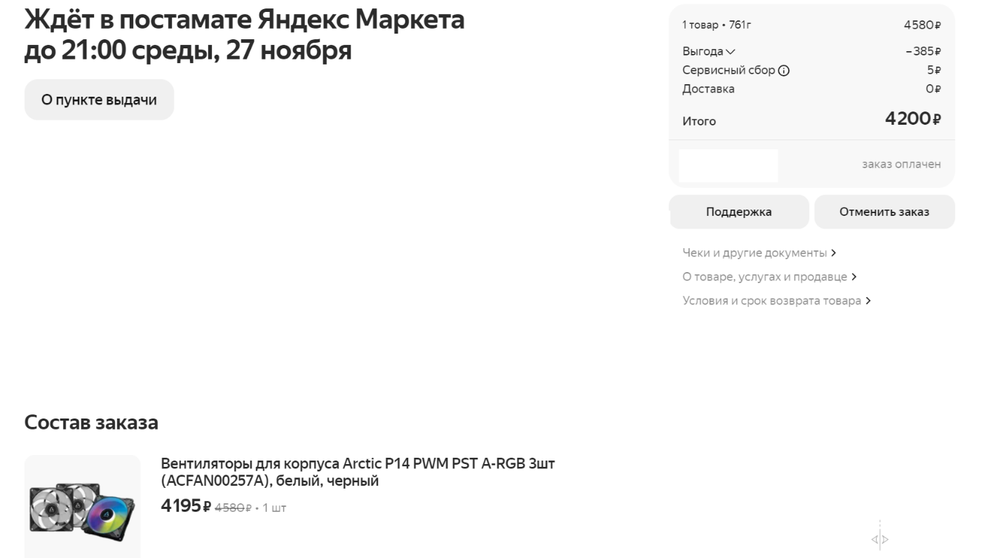 Ждёт в постамате Яндекс Маркета
до 21:00 среды, 27 ноября
О пункте выдачи
1 товар • 761 г 4580 ₽
Выгода –385 ₽
Сервисный сбор 5 ₽
Доставка 0 ₽
Итого 4200 ₽
заказ оплачен
Поддержка Отменить заказ
Чеки и другие документы
О товаре, услугах и продавце
Условия и срок возврата товара
Состав заказа
Вентиляторы для корпуса Arctic P14 PWM PST A-RGB 3шт
(ACFAN00257A), белый, черный
4195 ₽ 4580 ₽ • 1 шт